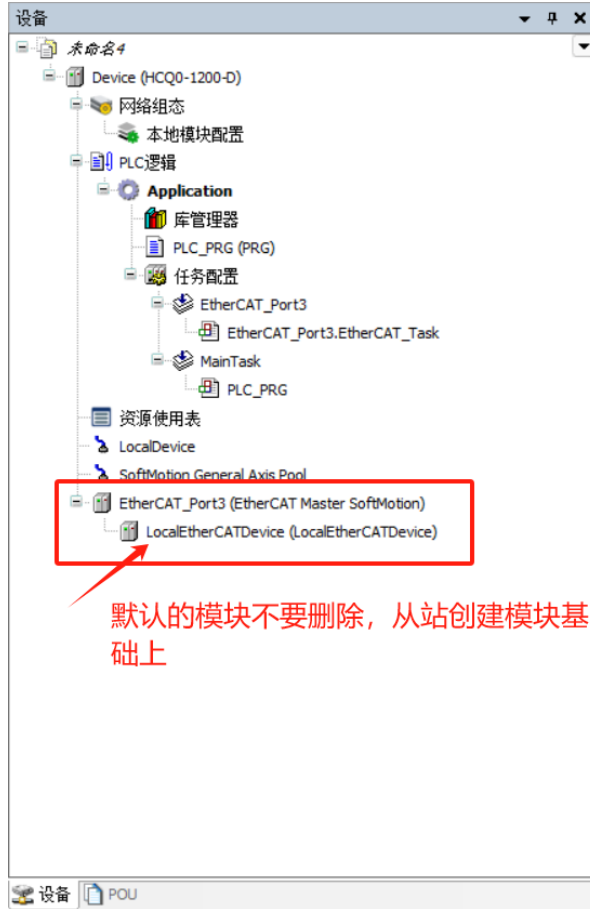 设备
未命名4
Device (HCQ0-1200-D)
网络组态
本地模块配置
PLC逻辑
Application
库管理器
PLC_PRG (PRG)
任务配置
EtherCAT_Port3
EtherCAT_Port3.EtherCAT_Task
MainTask
PLC_PRG
资源使用表
LocalDevice
SoftMotion General Axis Pool
EtherCAT_Port3 (EtherCAT Master SoftMotion)
LocalEtherCATDevice (LocalEtherCATDevice)
默认的模块不要删除，从站创建模块基
础上
设备 POU